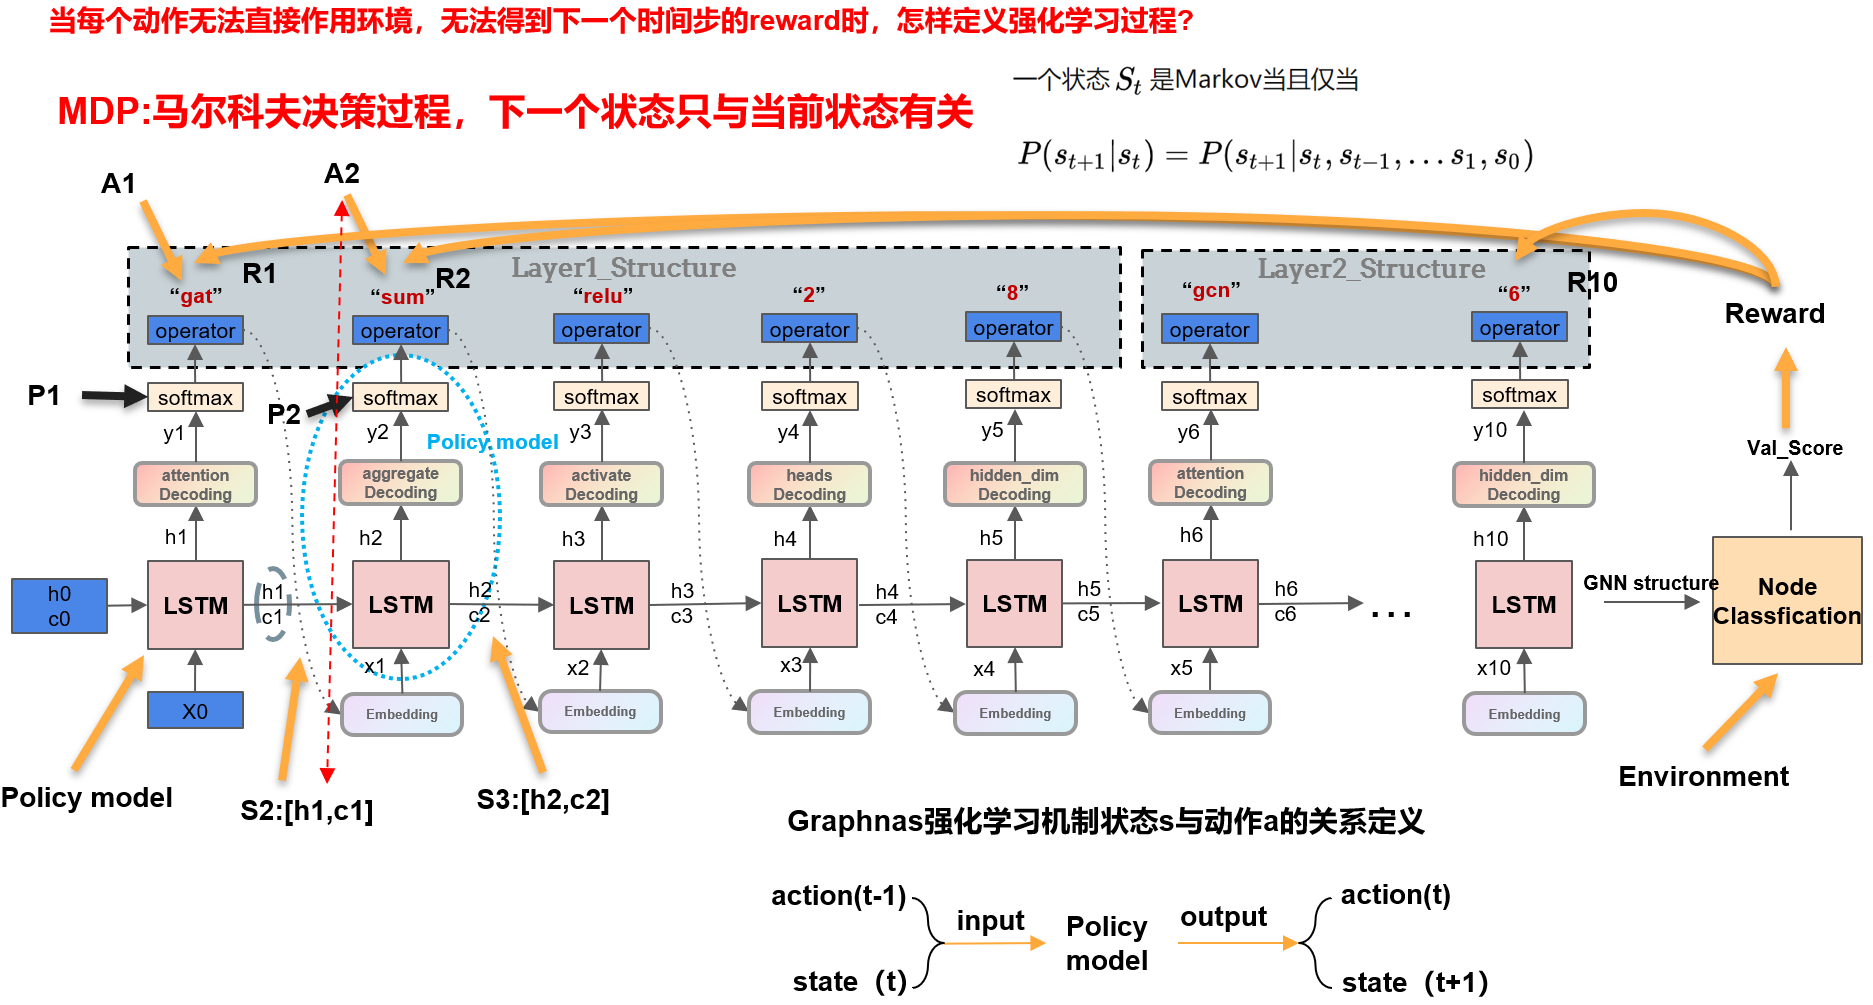 当每个动作无法直接作用环境，无法得到下一个时间步的reward时，怎样定义强化学习过程?
一个状态 S_t 是Markov当且仅当
MDP:马尔科夫决策过程，下一个状态只与当前状态有关
P(s_{t+1}|s_t) = P(s_{t+1}|s_t, s_{t-1}, ... s_1, s_0)
A1
A2
Layer1_Structure
Layer2_Structure
R1
R2
R10
“gat”
“sum”
“relu”
“2”
“8”
“gcn”
“6”
Reward
operator
operator
operator
operator
operator
operator
operator
P1
P2
softmax
softmax
softmax
softmax
softmax
softmax
softmax
y1
y2
y3
y4
y5
y6
y10
Policy model
Val_Score
attention
Decoding
aggregate
Decoding
activate
Decoding
heads
Decoding
hidden_dim
Decoding
attention
Decoding
hidden_dim
Decoding
h1
h2
h3
h4
h5
h6
h10
h0
c0
LSTM
h1
c1
LSTM
h2
c2
LSTM
h3
c3
LSTM
h4
c4
LSTM
h5
c5
LSTM
h6
c6
...
LSTM
GNN structure
Node
Classfication
x1
x2
x3
x4
x5
x10
X0
Embedding
Embedding
Embedding
Embedding
Embedding
Embedding
Policy model
S2:[h1,c1]
S3:[h2,c2]
Environment
Graphnas强化学习机制状态s与动作a的关系定义
action(t-1)
input
Policy
model
output
action(t)
state（t)
state（t+1)